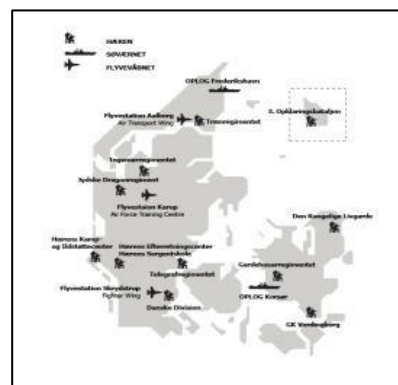 HÆREN
SØVÆRNET
FLYVEVÅBNET
OPLOG Frederikshavn
Flyvestation Aalborg
Air Transport Wing
Trænregimentet
3. Opklaringsbataljon
Ingeniørregimentet
Jydske Dragonregiment
Flyvestation Karup
Air Force Training Centre
Den Kongelige Livgarde
Hærens Kamp-
og Ildstøttecenter
Hærens Efterretningscenter
Hærens Sergentskole
Telegrafregimentet
Gardehusarregimentet
OPLOG Korsør
Flyvestation Skrydstrup
Fighter Wing
Danske Division
GK Vordingborg